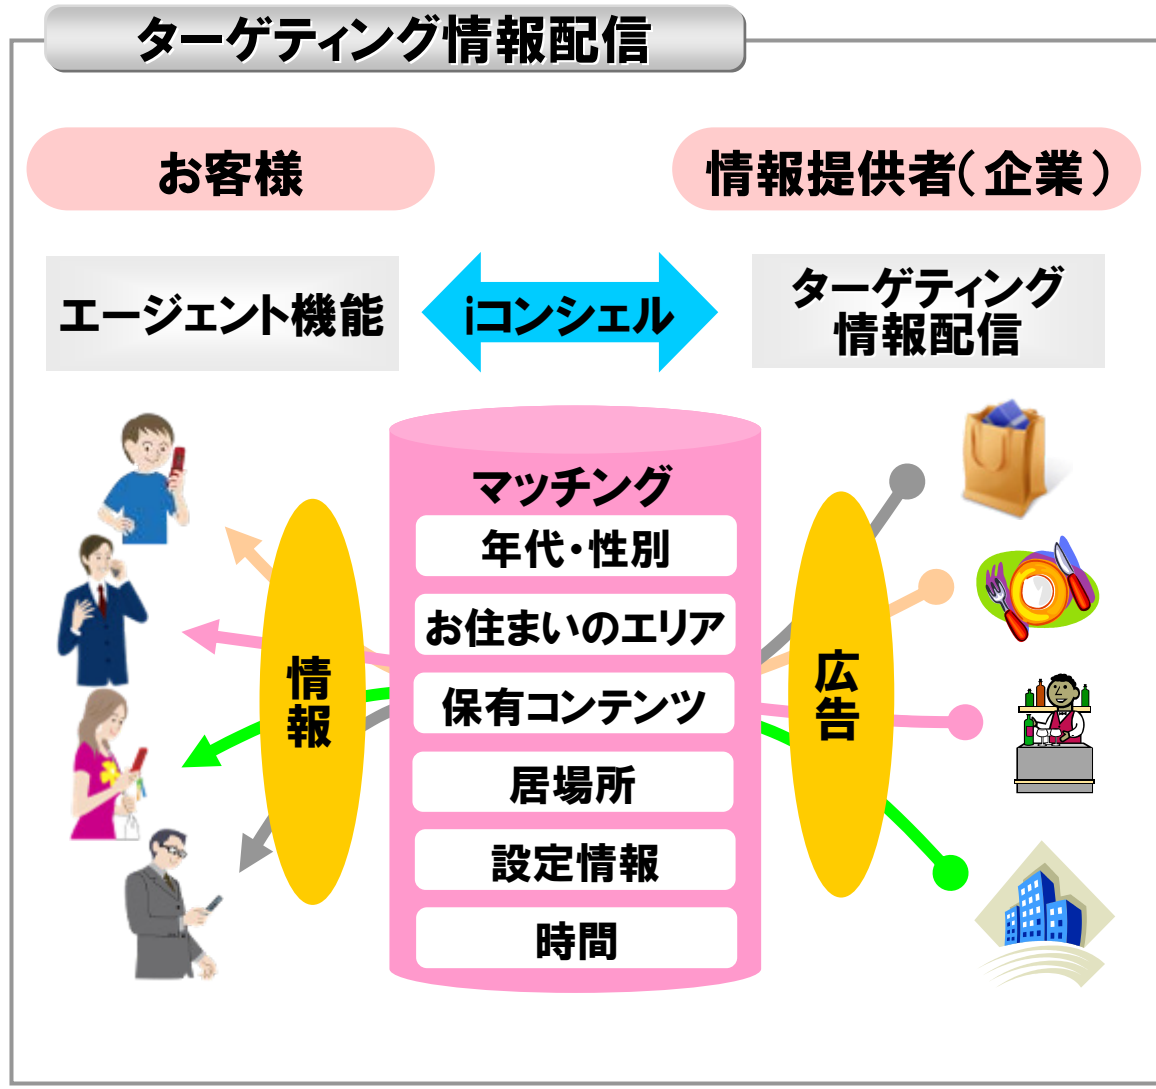 ターゲティング情報配信
お客様
情報提供者（企業）
エージェント機能
iコンシェル
ターゲティング
情報配信
マッチング
年代・性別
お住まいのエリア
保有コンテンツ
居場所
設定情報
時間
情報
広告